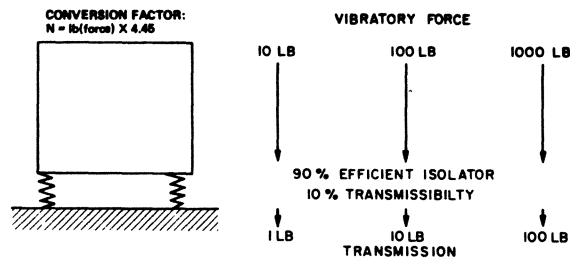 CONVERSION FACTOR:
N = lb(force) X 4.45
VIBRATORY FORCE
10 LB 100 LB 1000 LB
90 % EFFICIENT ISOLATOR
10 % TRANSMISSIBILTY
1 LB 10 LB 100 LB
TRANSMISSION